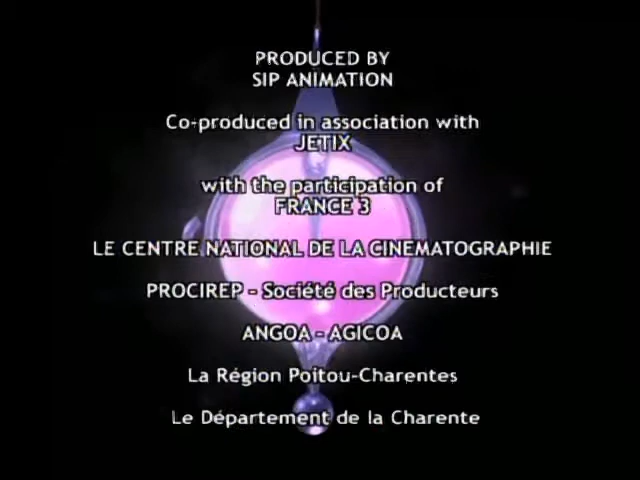 PRODUCED BY
SIP ANIMATION
Co-produced in association with
JETIX
with the participation of
FRANCE 3
LE CENTRE NATIONAL DE LA CINEMATOGRAPHIE
PROCIREP - Société des Producteurs
ANGOA - AGICOA
La Région Poitou-Charentes
Le Département de la Charente